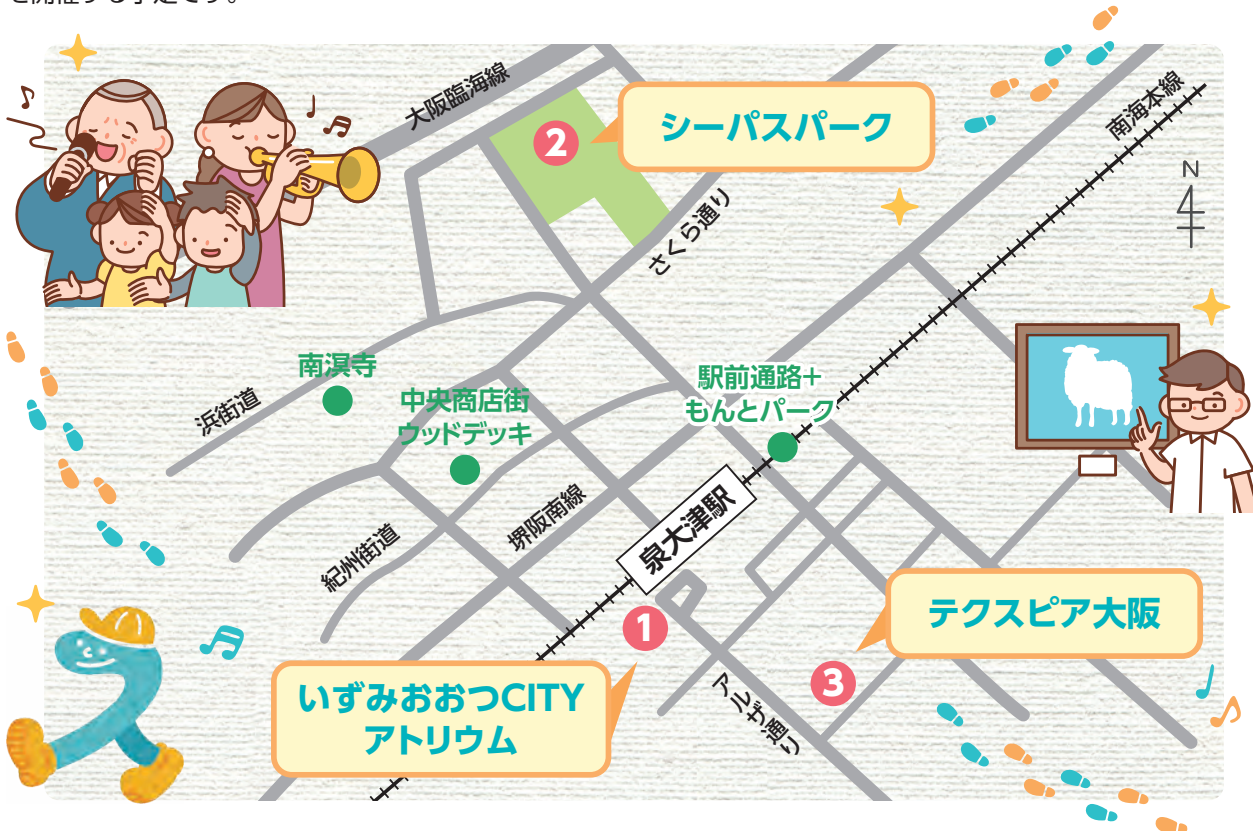 を開催する予定です。
大阪臨海線
2
シーパスパーク
南海本線
N
さくら通り
南溟寺
浜街道
中央商店街
ウッドデッキ
駅前通路+
もんとパーク
堺阪南線
紀州街道
泉大津駅
1
いずみおおつCITY
アトリウム
テクスピア大阪
3
アルザ通り